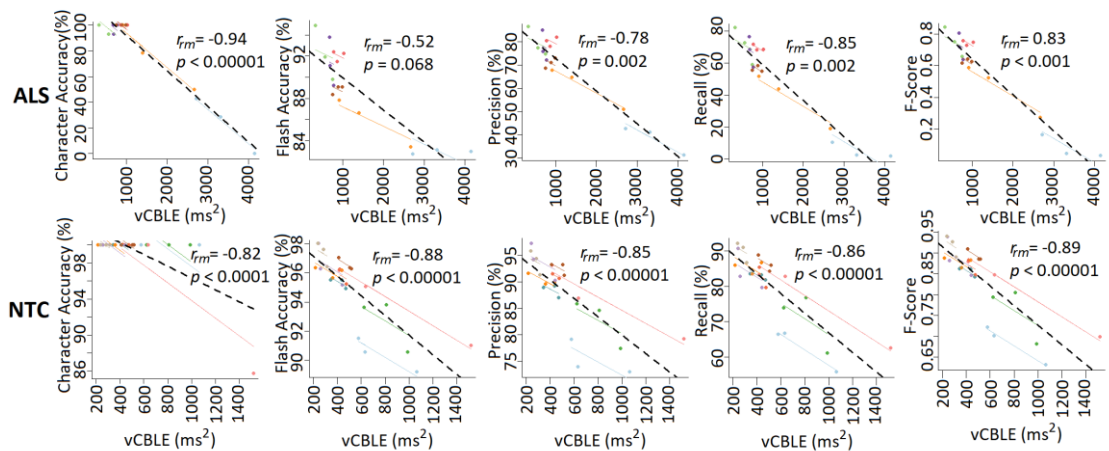 ALS
Character Accuracy(%)
100
80
60
40
20
0
1000
2000
3000
4000
vCBLE (ms²)
r_rm= -0.94
p < 0.00001
Flash Accuracy (%)
92
88
84
1000
2000
3000
4000
vCBLE (ms²)
r_rm= -0.52
p = 0.068
Precision (%)
80
70
60
50
40
30
1000
2000
3000
4000
vCBLE (ms²)
r_rm= -0.78
p = 0.002
Recall (%)
80
60
40
20
0
1000
2000
3000
4000
vCBLE (ms²)
r_rm= -0.85
p = 0.002
F-Score
0.8
0.6
0.4
0.2
1000
2000
3000
4000
vCBLE (ms²)
r_rm= 0.83
p < 0.001
NTC
Character Accuracy (%)
98
94
90
86
200
400
600
800
1000
1200
1400
vCBLE (ms²)
r_rm= -0.82
p < 0.0001
Flash Accuracy (%)
98
96
94
92
90
200
400
600
800
1000
1200
1400
vCBLE (ms²)
r_rm= -0.88
p < 0.00001
Precision (%)
95
90
85
80
75
200
400
600
800
1000
1200
1400
vCBLE (ms²)
r_rm= -0.85
p < 0.00001
Recall (%)
90
80
70
60
200
400
600
800
1000
1200
1400
vCBLE (ms²)
r_rm= -0.86
p < 0.00001
F-Score
0.95
0.85
0.75
0.65
200
400
600
800
1000
1200
1400
vCBLE (ms²)
r_rm= -0.89
p < 0.00001